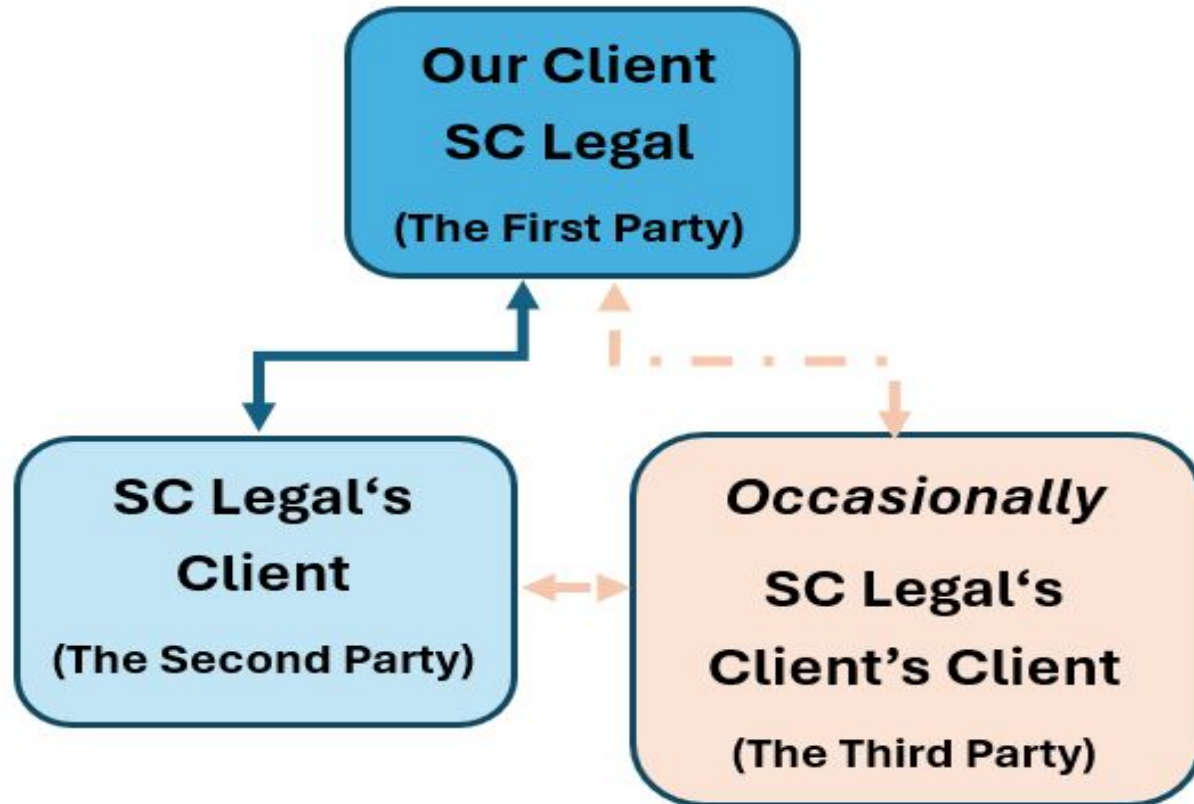 Our Client
SC Legal
(The First Party)
SC Legal‘s
Client
(The Second Party)
Occasionally
SC Legal‘s
Client’s Client
(The Third Party)